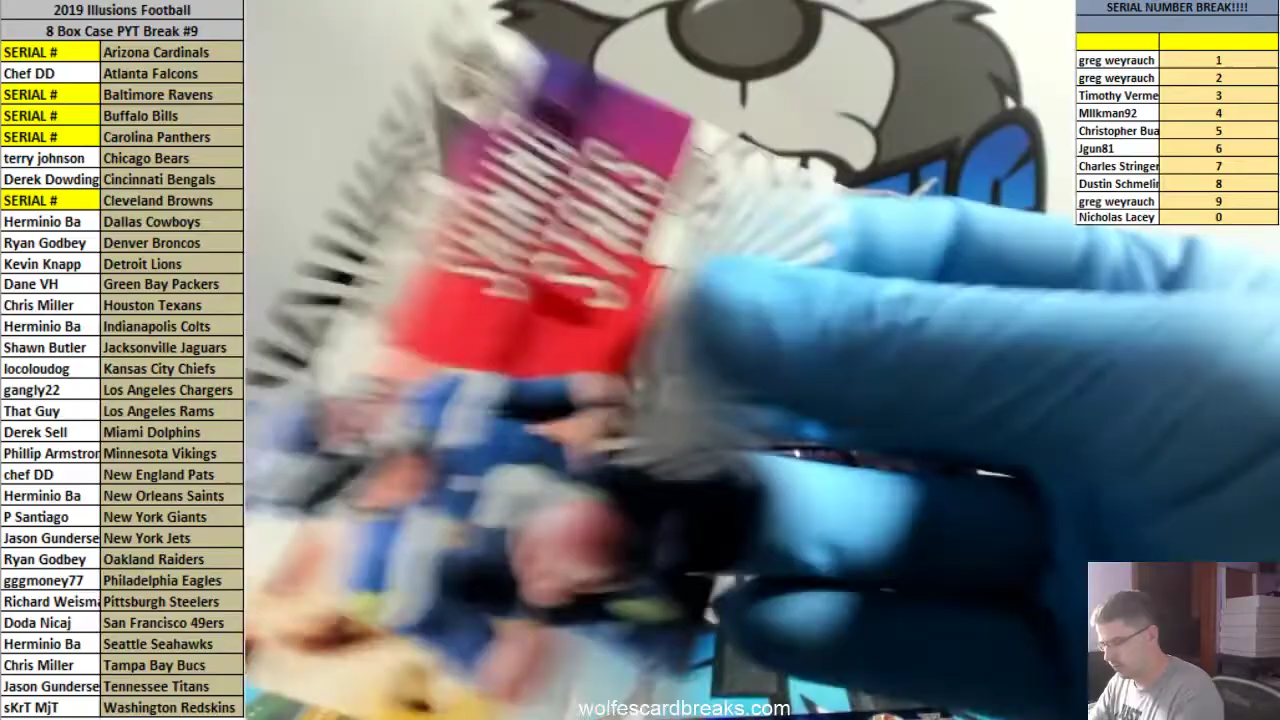 2019 Illusions Football
8 Box Case PYT Break #9
SERIAL # Arizona Cardinals
Chef DD Atlanta Falcons
SERIAL # Baltimore Ravens
SERIAL # Buffalo Bills
SERIAL # Carolina Panthers
terry johnson Chicago Bears
Derek Dowding Cincinnati Bengals
SERIAL # Cleveland Browns
Herminio Ba Dallas Cowboys
Ryan Godbey Denver Broncos
Kevin Knapp Detroit Lions
Dane VH Green Bay Packers
Chris Miller Houston Texans
Herminio Ba Indianapolis Colts
Shawn Butler Jacksonville Jaguars
locoloudog Kansas City Chiefs
gangly22 Los Angeles Chargers
That Guy Los Angeles Rams
Derek Sell Miami Dolphins
Phillip Armstror Minnesota Vikings
chef DD New England Pats
Herminio Ba New Orleans Saints
P Santiago New York Giants
Jason Gunderse New York Jets
Ryan Godbey Oakland Raiders
gggmoney77 Philadelphia Eagles
Richard Weisma Pittsburgh Steelers
Doda Nicaj San Francisco 49ers
Herminio Ba Seattle Seahawks
Chris Miller Tampa Bay Bucs
Jason Gunderse Tennessee Titans
sKrT MjT Washington Redskins
SERIAL NUMBER BREAK!!!!
greg weyrauch 1
greg weyrauch 2
Timothy Verme 3
MIlkman92 4
Christopher Bua 5
Jgun81 6
Charles Stringer 7
Dustin Schmelin 8
greg weyrauch 9
Nicholas Lacey 0
wolfescardbreaks.com